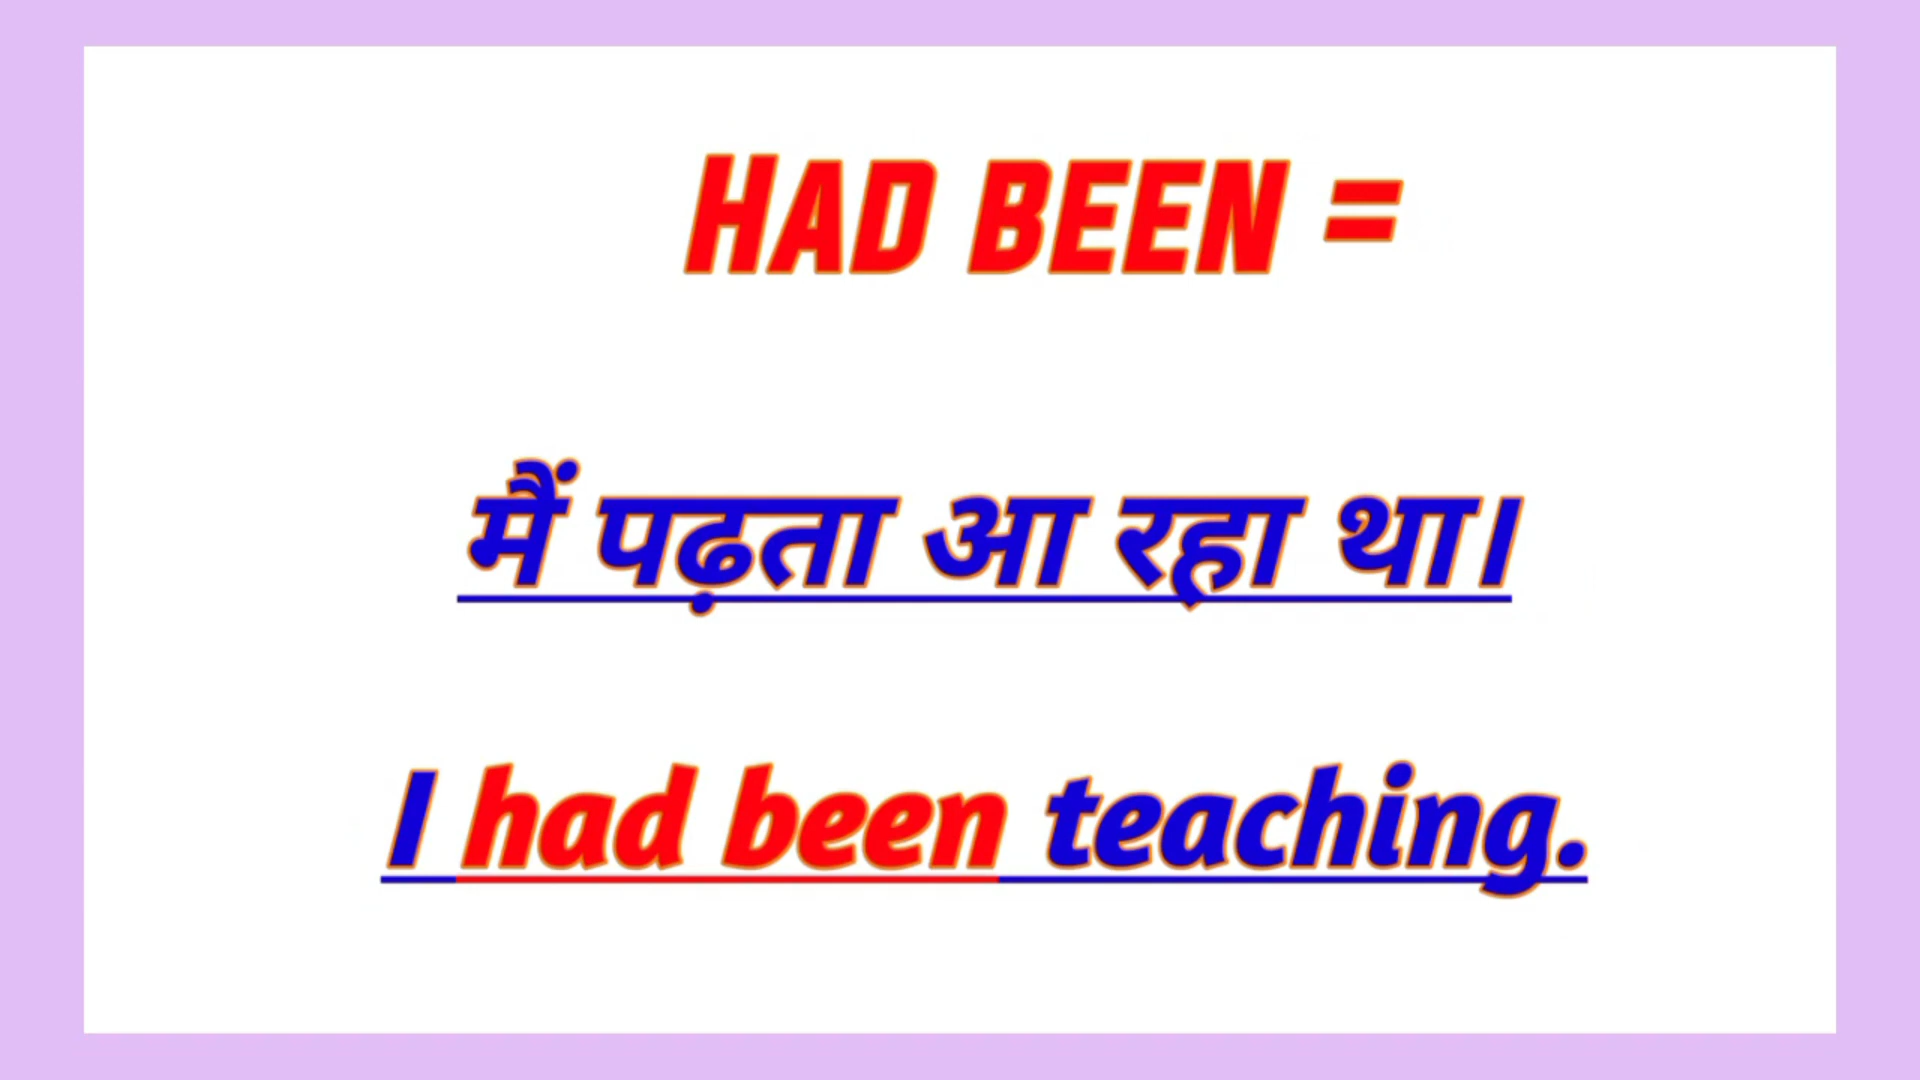 HAD BEEN =
मैं पढ़ता आ रहा था।
I had been teaching.